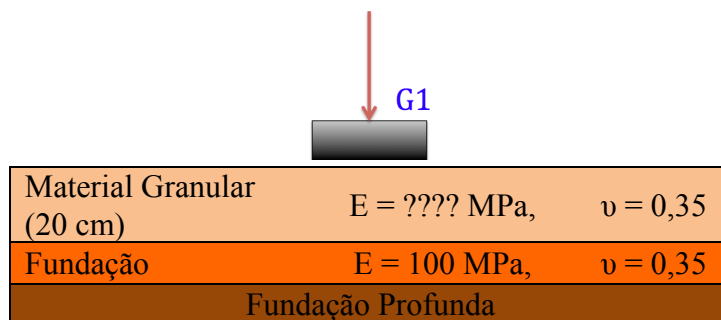 G1
Material Granular
(20 cm)
E = ???? MPa, υ = 0,35
Fundação E = 100 MPa, υ = 0,35
Fundação Profunda